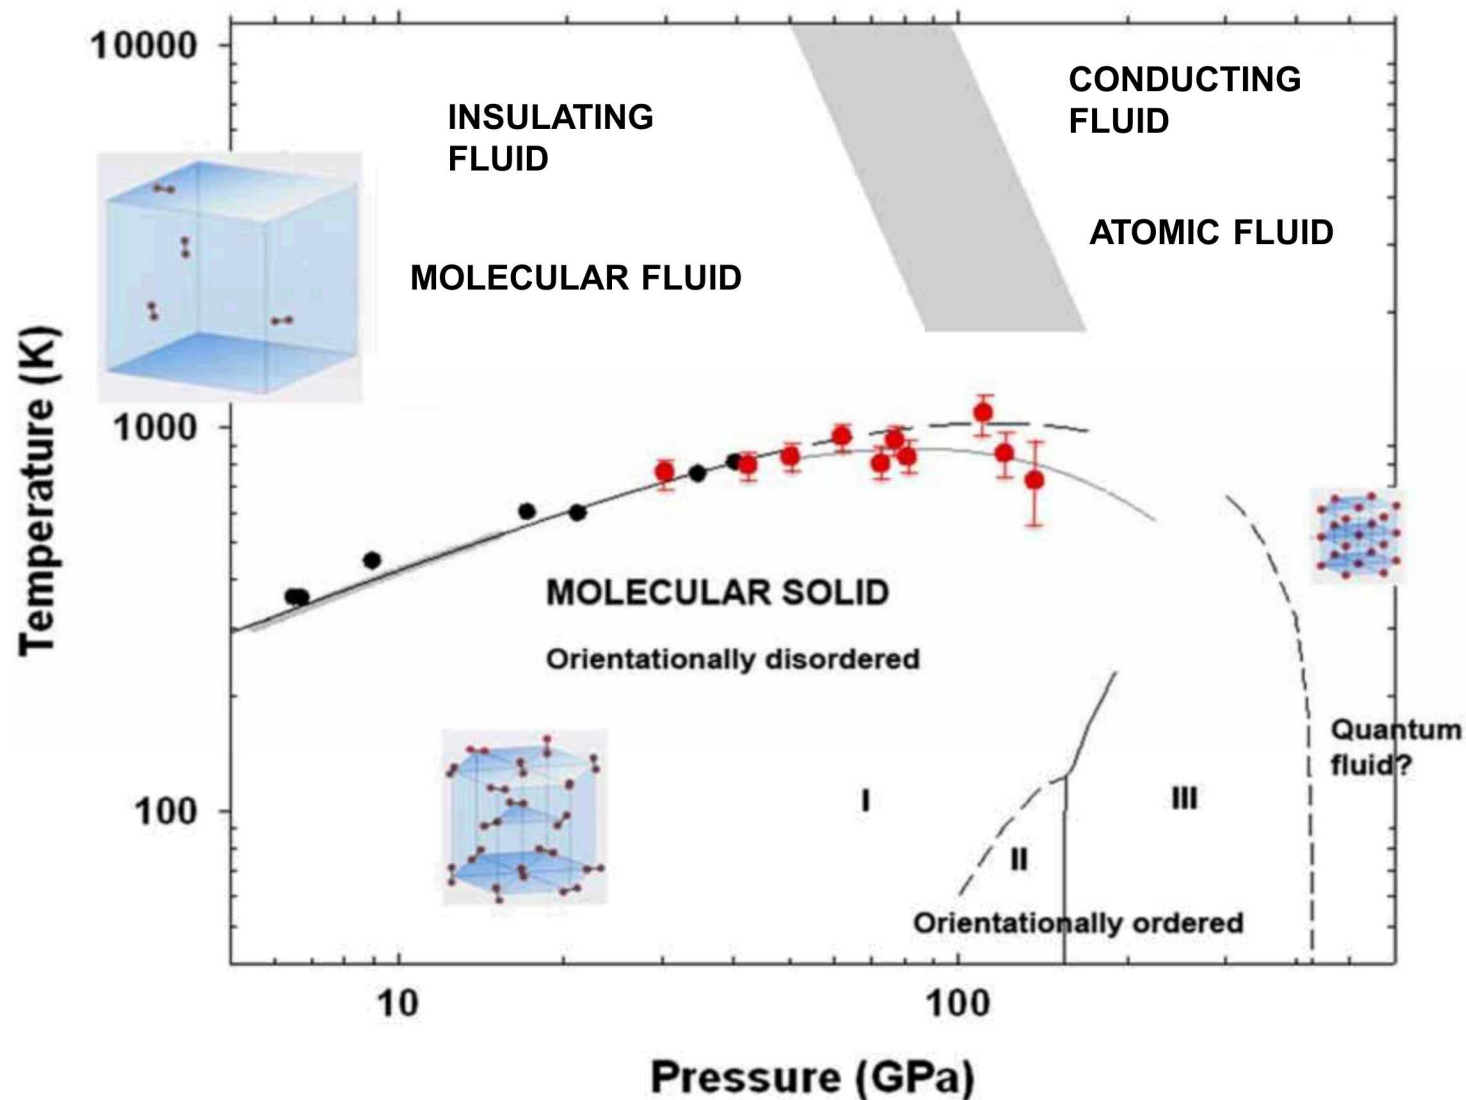 10000
INSULATING
FLUID
CONDUCTING
FLUID
MOLECULAR FLUID
ATOMIC FLUID
Temperature (K)
1000
MOLECULAR SOLID
Orientationally disordered
Quantum
fluid?
100
I
II
III
Orientationally ordered
10
100
Pressure (GPa)